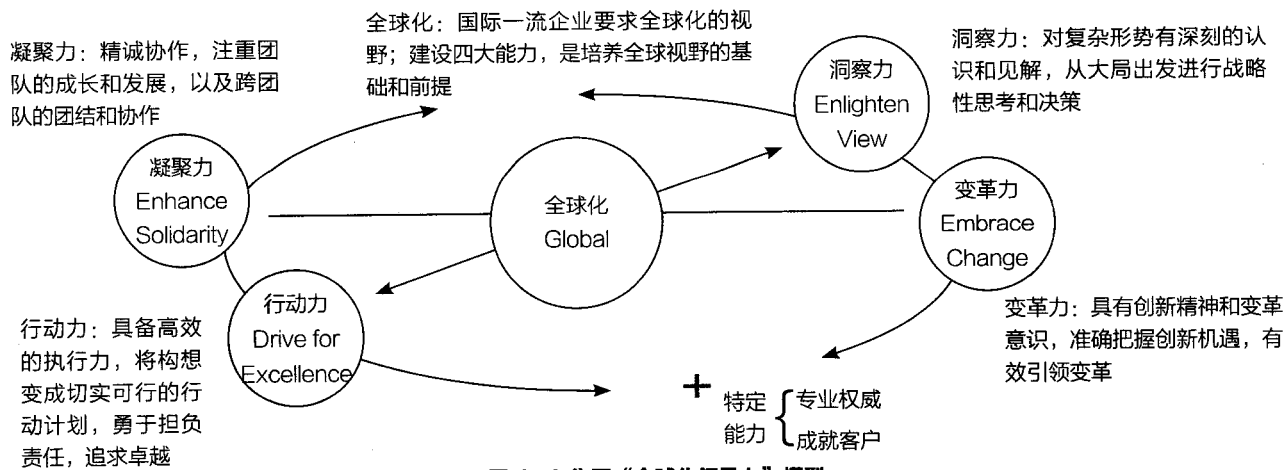 全球化：国际一流企业要求全球化的视
野；建设四大能力，是培养全球视野的基
础和前提
凝聚力：精诚协作，注重团
队的成长和发展，以及跨团
队的团结和协作
洞察力：对复杂形势有深刻的认
识和见解，从大局出发进行战略
性思考和决策
洞察力
Enlighten
View
凝聚力
Enhance
Solidarity
全球化
Global
变革力
Embrace
Change
行动力
Drive for
Excellence
行动力：具备高效
的执行力，将构想
变成切实可行的行
动计划，勇于担负
责任，追求卓越
变革力：具有创新精神和变革
意识，准确把握创新机遇，有
效引领变革
+
特定
能力
专业权威
成就客户